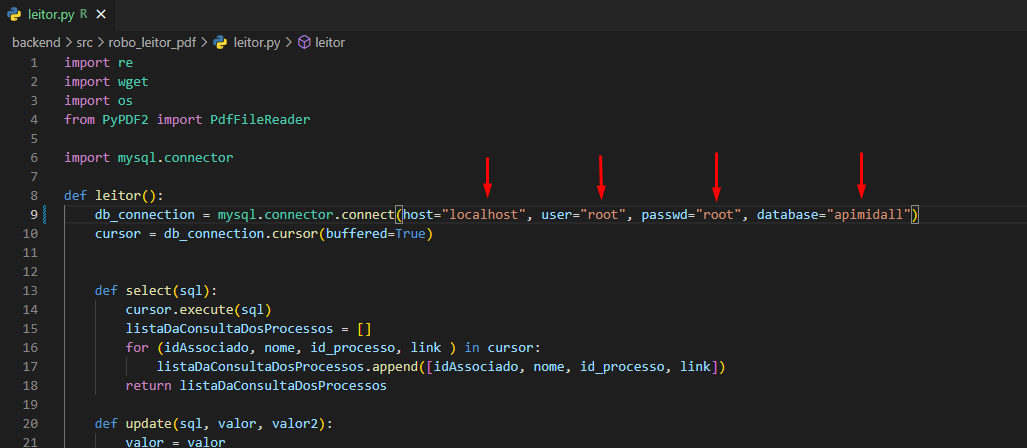 leitor.py R
backend > src > robo_leitor_pdf > leitor.py > leitor
1 import re
2 import wget
3 import os
4 from PyPDF2 import PdfFileReader
5
6 import mysql.connector
7
8 def leitor():
9 db_connection = mysql.connector.connect(host="localhost", user="root", passwd="root", database="apimidall")
10 cursor = db_connection.cursor(buffered=True)
11
12
13 def select(sql):
14 cursor.execute(sql)
15 listaDaConsultaDosProcessos = []
16 for (idAssociado, nome, id_processo, link ) in cursor:
17 listaDaConsultaDosProcessos.append([idAssociado, nome, id_processo, link])
18 return listaDaConsultaDosProcessos
19
20 def update(sql, valor, valor2):
21 valor = valor